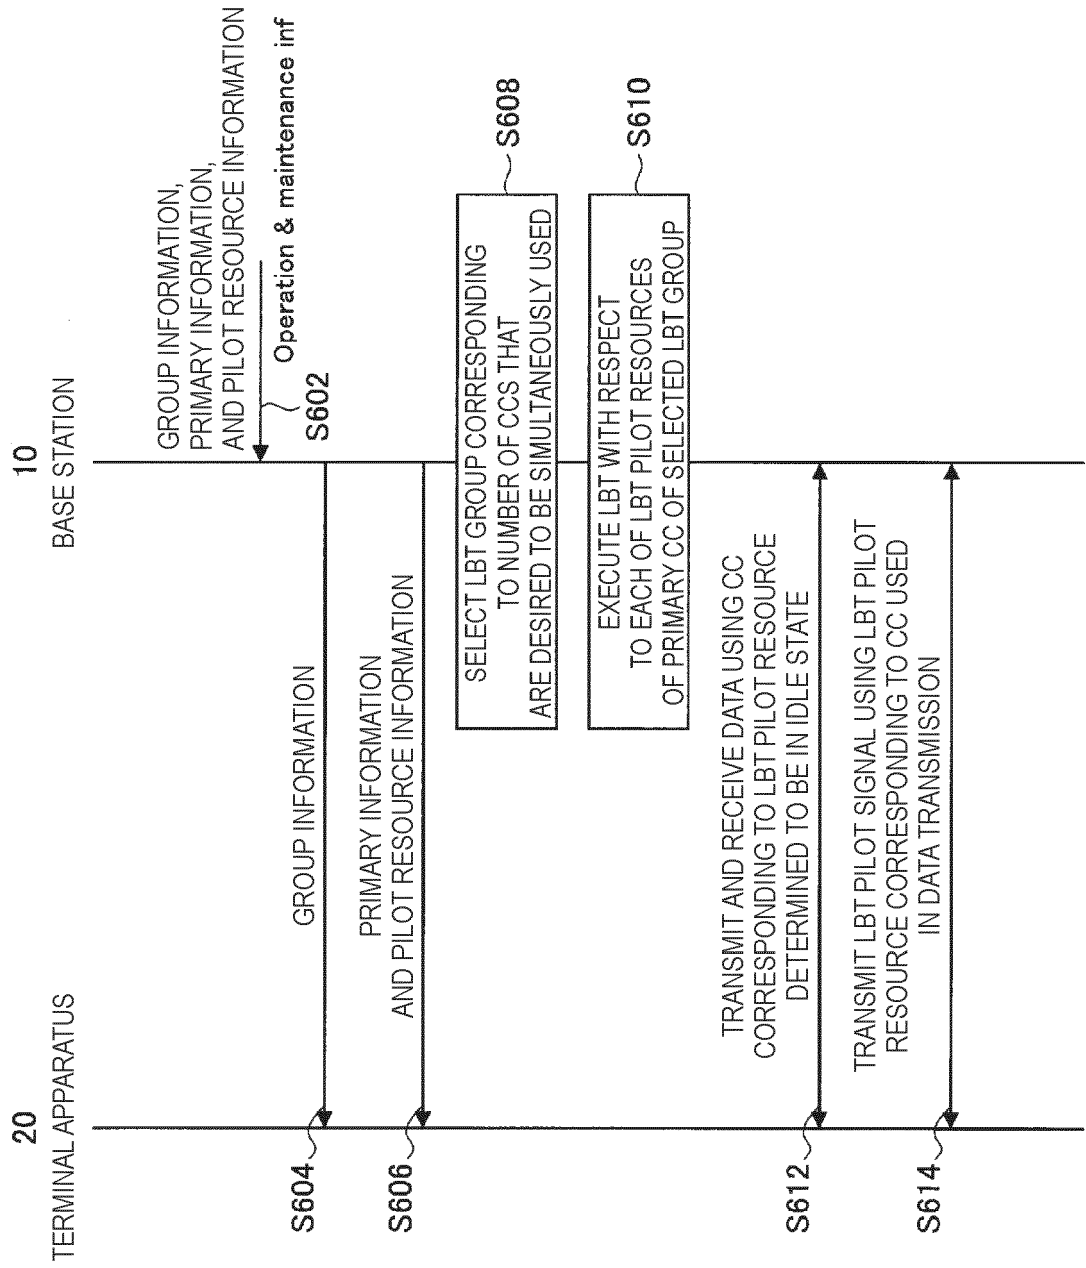 20
TERMINAL APPARATUS
10
BASE STATION
GROUP INFORMATION,
PRIMARY INFORMATION,
AND PILOT RESOURCE INFORMATION
Operation & maintenance inf
S602
GROUP INFORMATION
S604
PRIMARY INFORMATION
AND PILOT RESOURCE INFORMATION
S606
SELECT LBT GROUP CORRESPONDING
TO NUMBER OF CCS THAT
ARE DESIRED TO BE SIMULTANEOUSLY USED
S608
EXECUTE LBT WITH RESPECT
TO EACH OF LBT PILOT RESOURCES
OF PRIMARY CC OF SELECTED LBT GROUP
S610
TRANSMIT AND RECEIVE DATA USING CC
CORRESPONDING TO LBT PILOT RESOURCE
DETERMINED TO BE IN IDLE STATE
S612
TRANSMIT LBT PILOT SIGNAL USING LBT PILOT
RESOURCE CORRESPONDING TO CC USED
IN DATA TRANSMISSION
S614